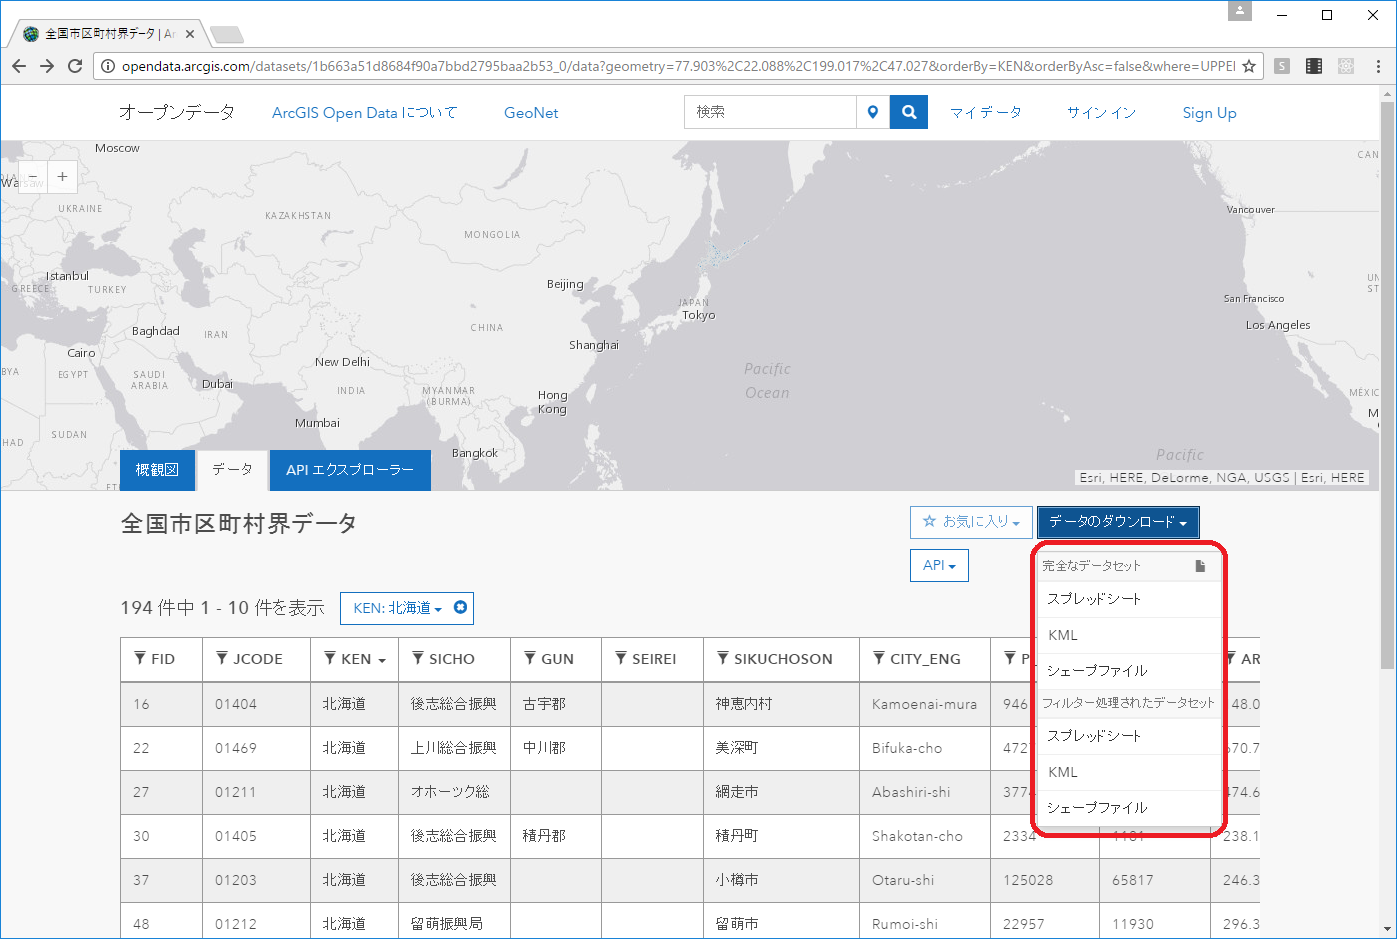 全国市区町村界データ | Ar
opendata.arcgis.com/datasets/1b663a51d8684f90a7bbd2795baa2b53_0/data?geometry=77.903%2C22.088%2C199.017%2C47.027&orderBy=KEN&orderByAsc=false&where=UPPE
オープンデータ ArcGIS Open Data について GeoNet 検索 マイ データ サイン イン Sign Up
Moscow
CAN
Warsaw
− +
UKRAINE
KAZAKHSTAN
Vancouver
MONGOLIA
Istanbul
GREECE TURKEY
Beijing
UN
ST
JAPAN
San Francisco
Tokyo
Baghdad IRAN CHINA
Los Angeles
Cairo
Shanghai
New Delhi
BYA EGYPT SAUDI
ARABIA
Dubai INDIA MYANMAR
(BURMA)
Pacific
Ocean
MÉXIC
Hong
Kong
Mumbai
M
C
HAD SUDAN
Bangkok
Pacific
ETI
Esri, HERE, DeLorme, NGA, USGS | Esri, HERE
概観図 データ API エクスプローラー
全国市区町村界データ
お気に入り データのダウンロード
API
完全なデータセット
スプレッドシート
KML
シェープファイル
フィルター処理されたデータセット
スプレッドシート
KML
シェープファイル
194 件中 1 - 10 件を表示 KEN: 北海道
FID JCODE KEN SICHO GUN SEIREI SIKUCHOSON CITY_ENG P AR
16 01404 北海道 後志総合振興 古宇郡 神恵内村 Kamoenai-mura 946 48.0
22 01469 北海道 上川総合振興 中川郡 美深町 Bifuka-cho 472 670.7
27 01211 北海道 オホーツク総 網走市 Abashiri-shi 377 474.6
30 01405 北海道 後志総合振興 積丹郡 積丹町 Shakotan-cho 2334 1181 238.1
37 01203 北海道 後志総合振興 小樽市 Otaru-shi 125028 65817 246.3
48 01212 北海道 留萌振興局 留萌市 Rumoi-shi 22957 11930 296.3